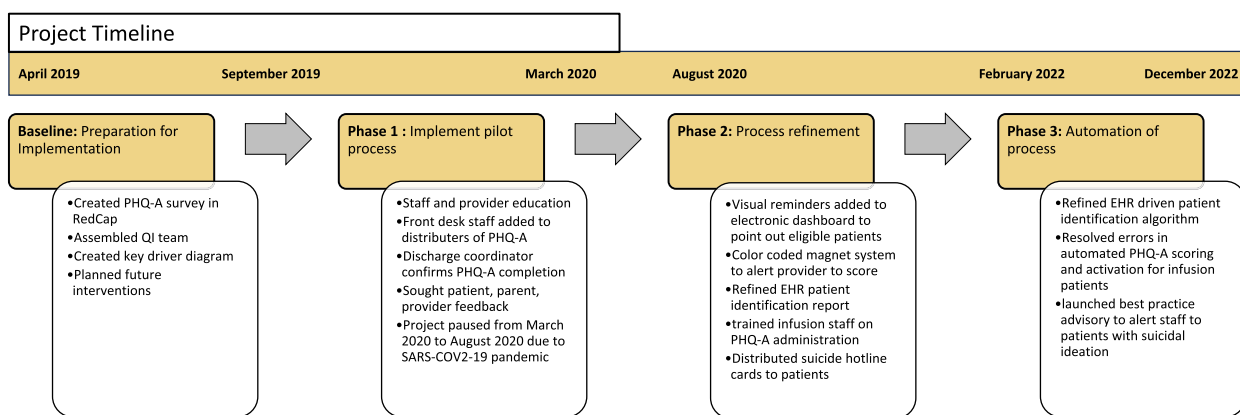 Project Timeline
April 2019 September 2019 March 2020 August 2020 February 2022 December 2022
Baseline: Preparation for
Implementation
•Created PHQ-A survey in
RedCap
•Assembled QI team
•Created key driver diagram
•Planned future
interventions
Phase 1 : Implement pilot
process
•Staff and provider education
•Front desk staff added to
distributers of PHQ-A
•Discharge coordinator
confirms PHQ-A completion
•Sought patient, parent,
provider feedback
•Project paused from March
2020 to August 2020 due to
SARS-COV2-19 pandemic
Phase 2: Process refinement
•Visual reminders added to
electronic dashboard to
point out eligible patients
•Color coded magnet system
to alert provider to score
•Refined EHR patient
identification report
•trained infusion staff on
PHQ-A administration
•Distributed suicide hotline
cards to patients
Phase 3: Automation of
process
•Refined EHR driven patient
identification algorithm
•Resolved errors in
automated PHQ-A scoring
and activation for infusion
patients
•launched best practice
advisory to alert staff to
patients with suicidal
ideation